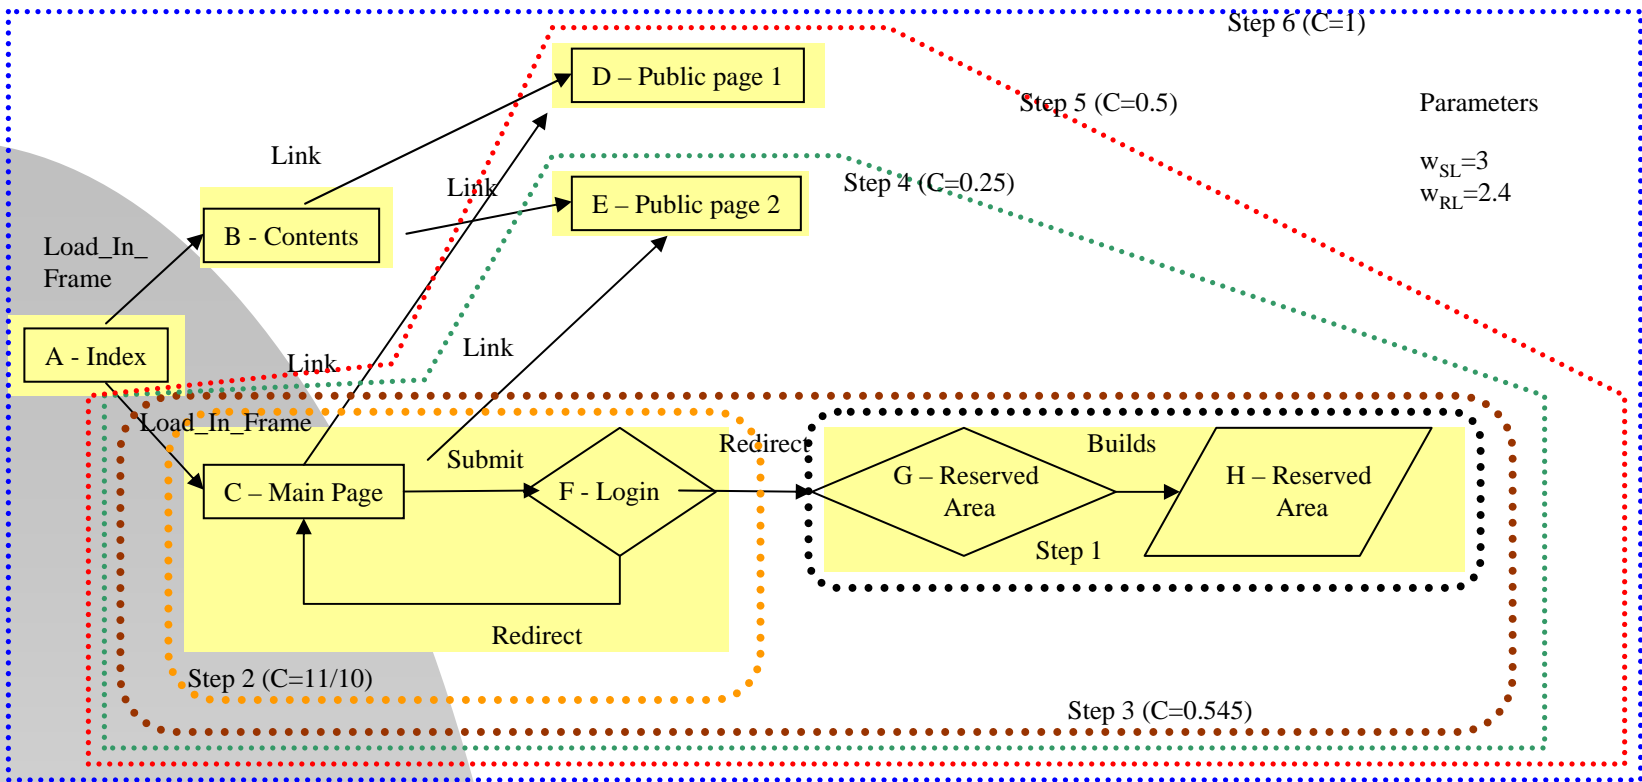 Step 6 (C=1)
D – Public page 1
Step 5 (C=0.5)
Parameters
Link
w_SL=3
Link
Step 4 (C=0.25)
w_RL=2.4
E – Public page 2
B - Contents
Load_In_
Frame
A - Index
Link
Link
Load_In_Frame
Redirect
Builds
Submit
C – Main Page
F - Login
G – Reserved
Area
H – Reserved
Area
Step 1
Redirect
Step 2 (C=11/10)
Step 3 (C=0.545)